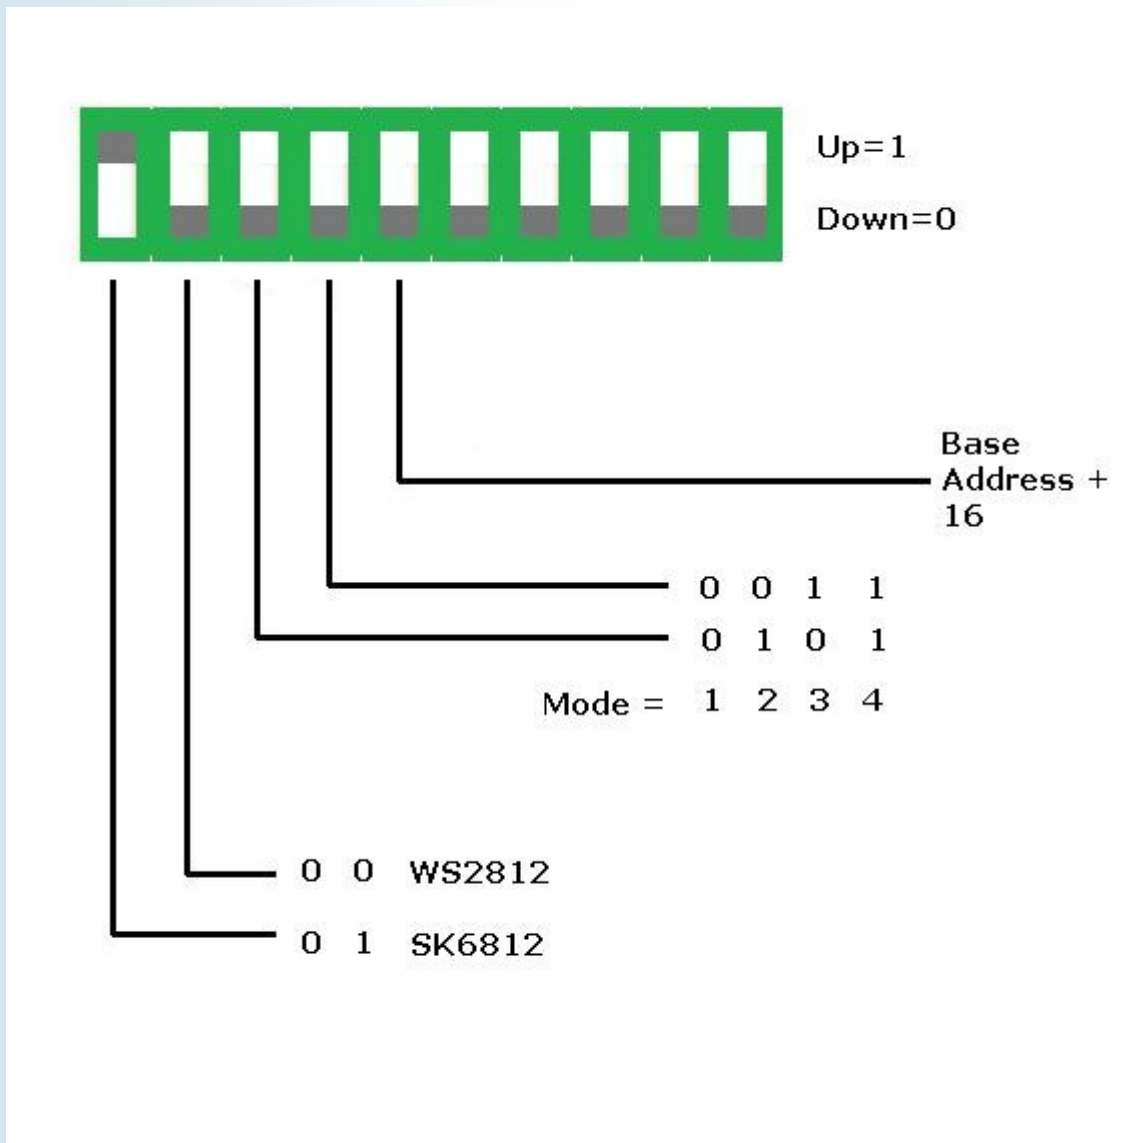 Up=1
Down=0
Base
Address +
16
0 0 1 1
0 1 0 1
Mode = 1 2 3 4
0 0 WS2812
0 1 SK6812